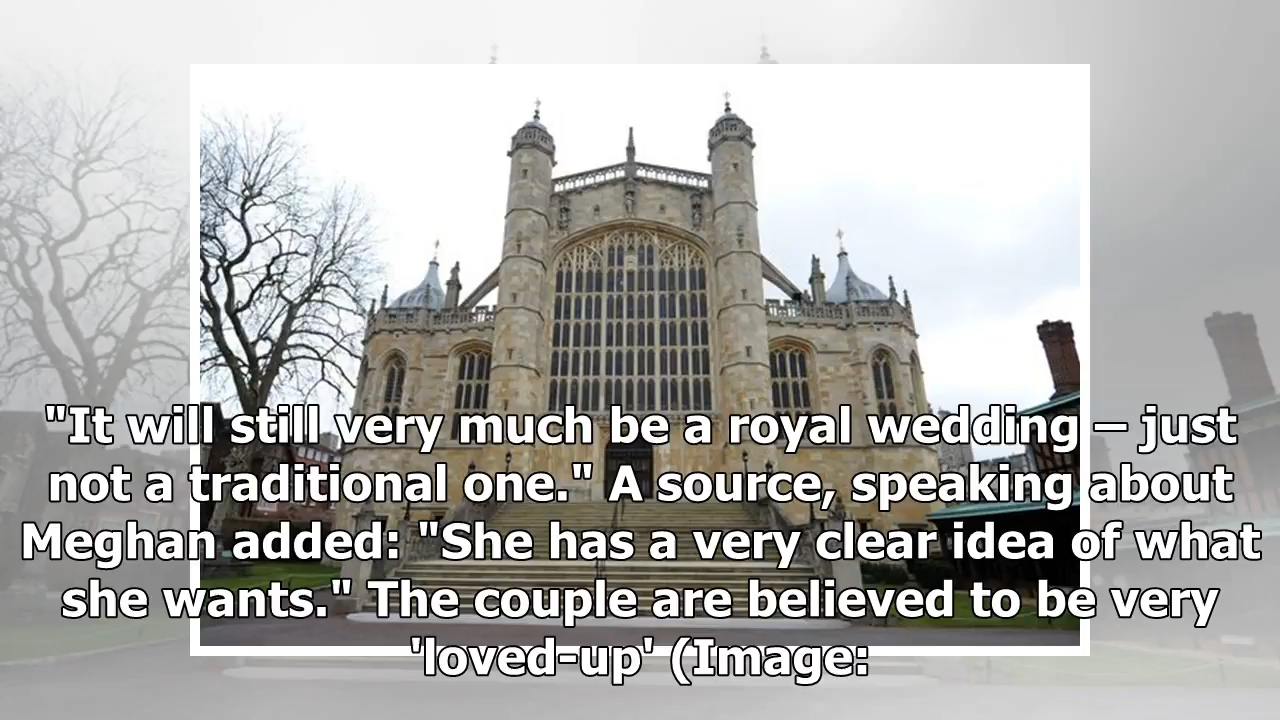 "It will still very much be a royal wedding – just
not a traditional one." A source, speaking about
Meghan added: "She has a very clear idea of what
she wants." The couple are believed to be very
'loved-up' (Image: